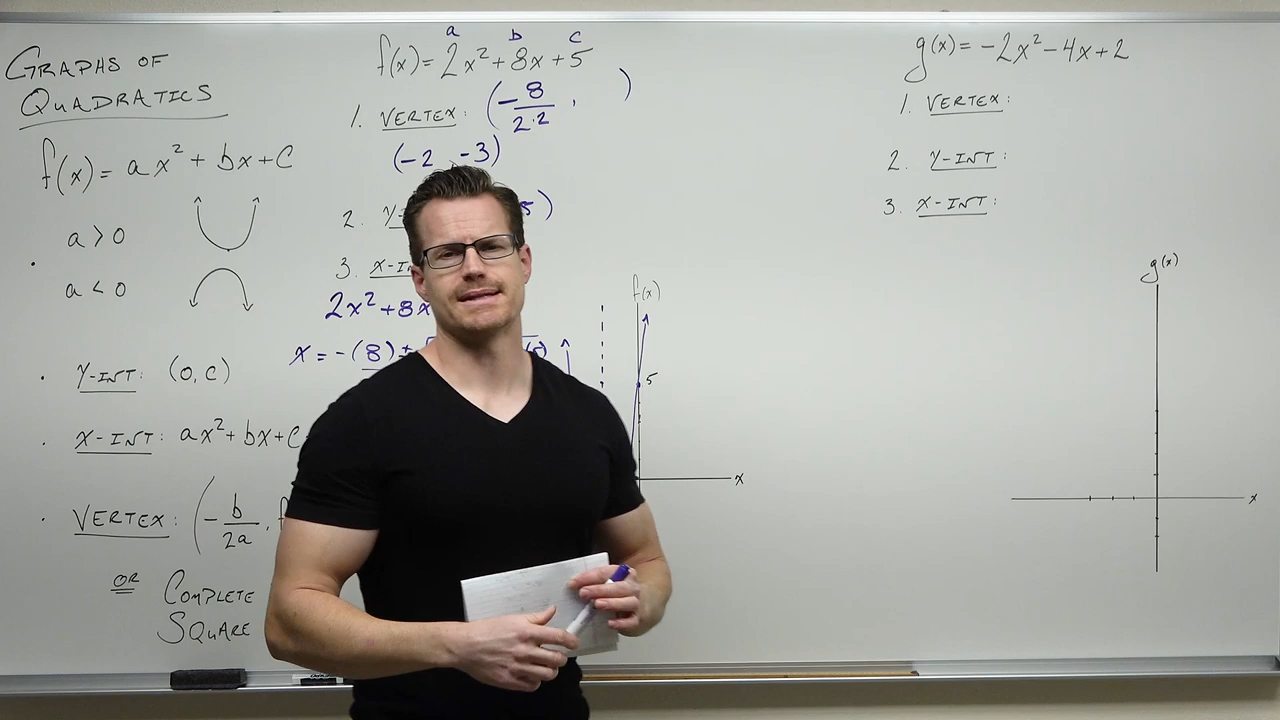 GRAPHS OF
QUADRATICS
f(x) = ax² + bx + c
a > 0
a < 0
Y-INT: (0, c)
X-INT: ax² + bx + c
VERTEX: (-b/2a, f
OR COMPLETE
SQUARE
a b c
f(x) = 2x² + 8x + 5
1. VERTEX: (-8/2·2 , )
(-2 -3)
2. Y- 5)
3. X-IN
2x² + 8x
x = -(8) ±
f(x)
5
x
g(x) = -2x² - 4x + 2
1. VERTEX:
2. Y-INT:
3. X-INT:
g(x)
x